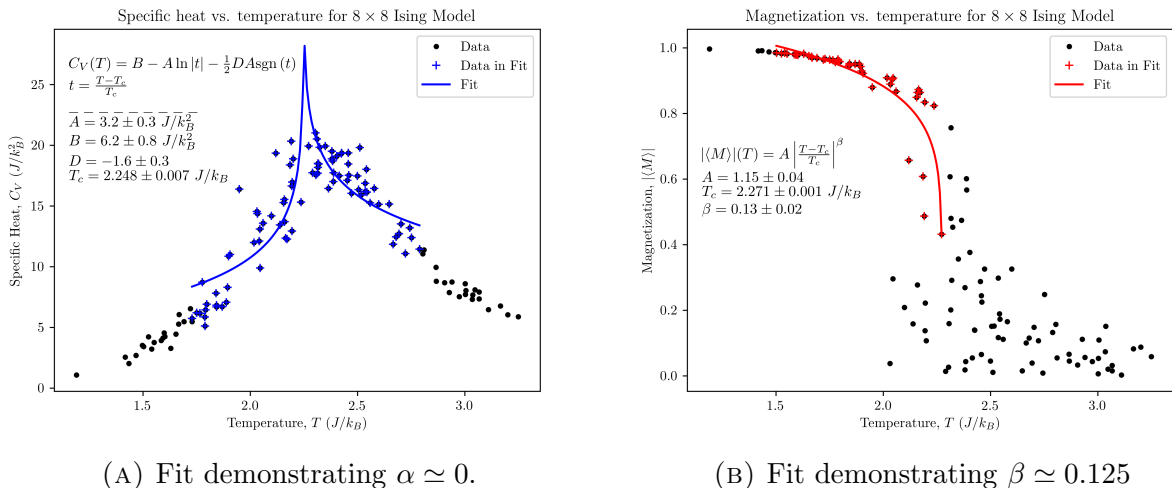 Specific heat vs. temperature for 8 × 8 Ising Model
C_V(T) = B − A ln |t| − ½DAsgn (t)
t = (T−T_c)/T_c
A = 3.2 ± 0.3 J/k_B^2
B = 6.2 ± 0.8 J/k_B^2
D = −1.6 ± 0.3
T_c = 2.248 ± 0.007 J/k_B
Data
Data in Fit
Fit
Specific Heat, C_V (J/k_B^2)
25
20
15
10
5
0
1.5 2.0 2.5 3.0
Temperature, T (J/k_B)
(A) Fit demonstrating α ≃ 0.
Magnetization vs. temperature for 8 × 8 Ising Model
Data
Data in Fit
Fit
|⟨M⟩|(T) = A |(T−T_c)/T_c|^β
A = 1.15 ± 0.04
T_c = 2.271 ± 0.001 J/k_B
β = 0.13 ± 0.02
Magnetization, |⟨M⟩|
1.0
0.8
0.6
0.4
0.2
0.0
1.5 2.0 2.5 3.0
Temperature, T (J/k_B)
(B) Fit demonstrating β ≃ 0.125